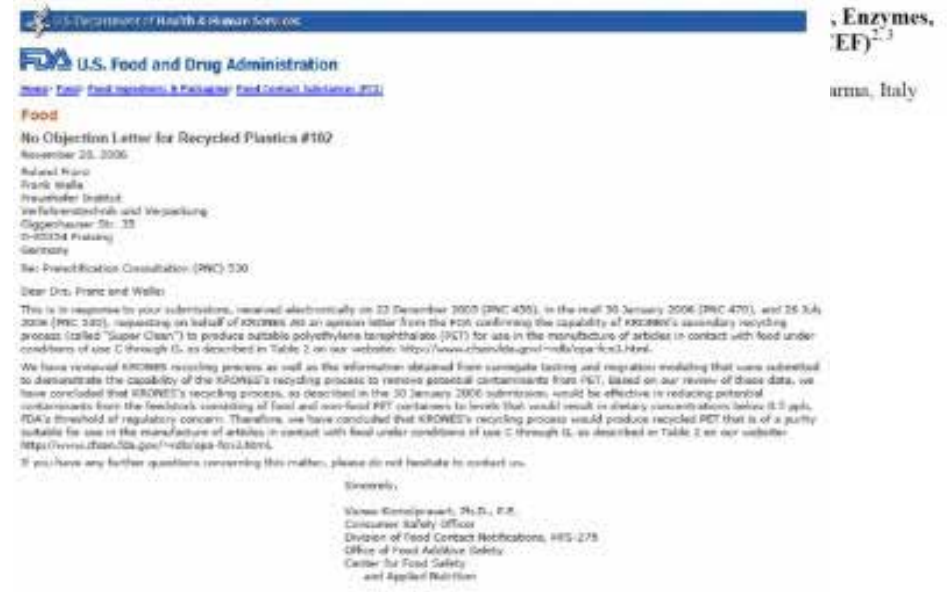 U.S. Department of Health & Human Services
FDA U.S. Food and Drug Administration
Home> Food> Food Ingredients & Packaging> Food Contact Substances (FCS)
Food
No Objection Letter for Recycled Plastics #102
November 20, 2006
Roland Franz
Frank Welle
Fraunhofer Institut
Verfahrenstechnik und Verpackung
Giggenhauser Str. 35
D-85354 Freising
Germany
Re: Prenotification Consultation (PNC) 530
Dear Drs. Franz and Welle:
This is in response to your submissions, received electronically on 22 December 2005 (PNC 456), in the mail 30 January 2006 (PNC 470), and 26 July
2006 (PNC 530), requesting on behalf of KRONES AG an opinion letter from the FDA confirming the capability of KRONES's secondary recycling
process (called "Super Clean") to produce suitable polyethylene terephthalate (PET) for use in the manufacture of articles in contact with food under
conditions of use C through G, as described in Table 2 on our website:
We have reviewed KRONES recycling process as well as the information obtained from surrogate testing and migration modeling that were submitted
to demonstrate the capability of the KRONES's recycling process to remove potential contaminants from PET. Based on our review of these data, we
have concluded that KRONES's recycling process, as described in the 30 January 2006 submission, would be effective in reducing potential
contaminants from the feedstock consisting of food and non-food PET containers to levels that would result in dietary concentrations below 0.5 ppb,
FDA's threshold of regulatory concern. Therefore, we have concluded that KRONES's recycling process would produce recycled PET that is of a purity
suitable for use in the manufacture of articles in contact with food under conditions of use C through G, as described in Table 2 on our website:
If you have any further questions concerning this matter, please do not hesitate to contact us.
Sincerely,
Ph.D.,
Consumer Safety Officer
Division of Food Contact Notifications, HFS-275
Office of Food Additive Safety
Center for Food Safety
and Applied Nutrition
, Enzymes,
EF)2, 3
arma, Italy